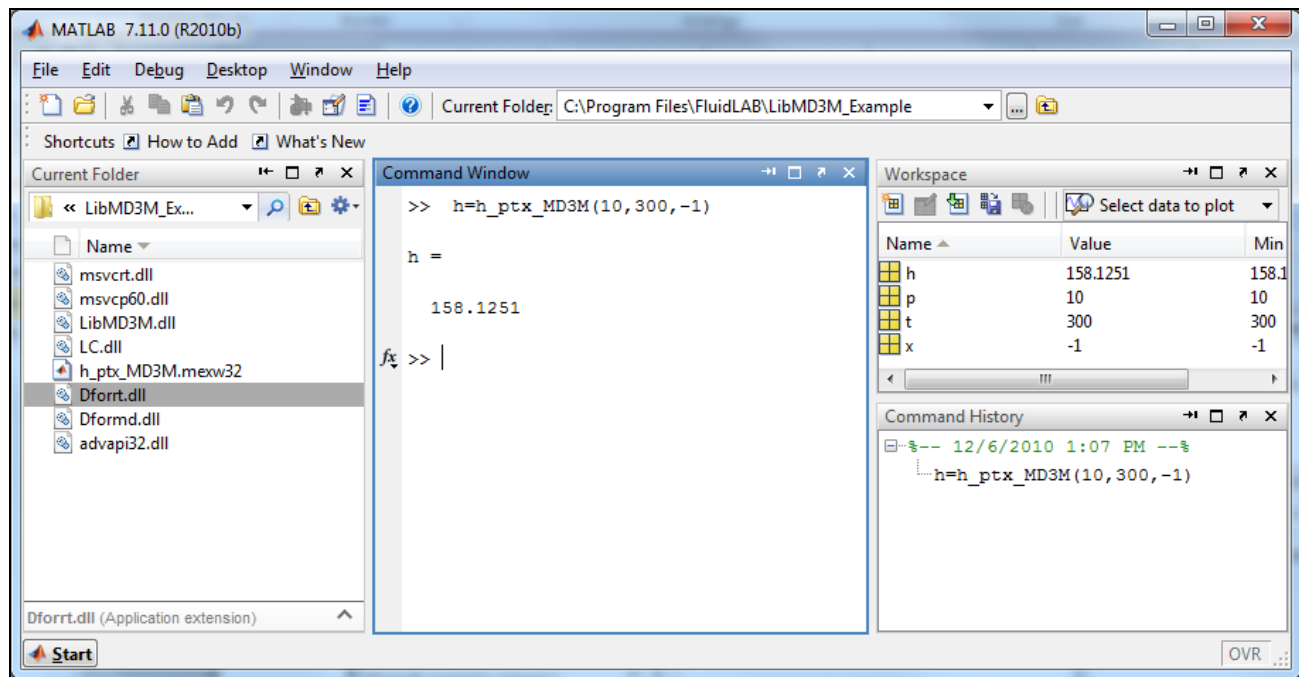 MATLAB 7.11.0 (R2010b)
File Edit Debug Desktop Window Help
Current Folder: C:\Program Files\FluidLAB\LibMD3M_Example
Shortcuts How to Add What's New
Current Folder
« LibMD3M_Ex...
Name
msvcrt.dll
msvcp60.dll
LibMD3M.dll
LC.dll
h_ptx_MD3M.mexw32
Dforrt.dll
Dformd.dll
advapi32.dll
Dforrt.dll (Application extension)
Command Window
>> h=h_ptx_MD3M(10,300,-1)
h =
158.1251
fx >>
Workspace
Select data to plot
Name Value Min
h 158.1251 158.1
p 10 10
t 300 300
x -1 -1
Command History
%-- 12/6/2010 1:07 PM --%
h=h_ptx_MD3M(10,300,-1)
Start
OVR